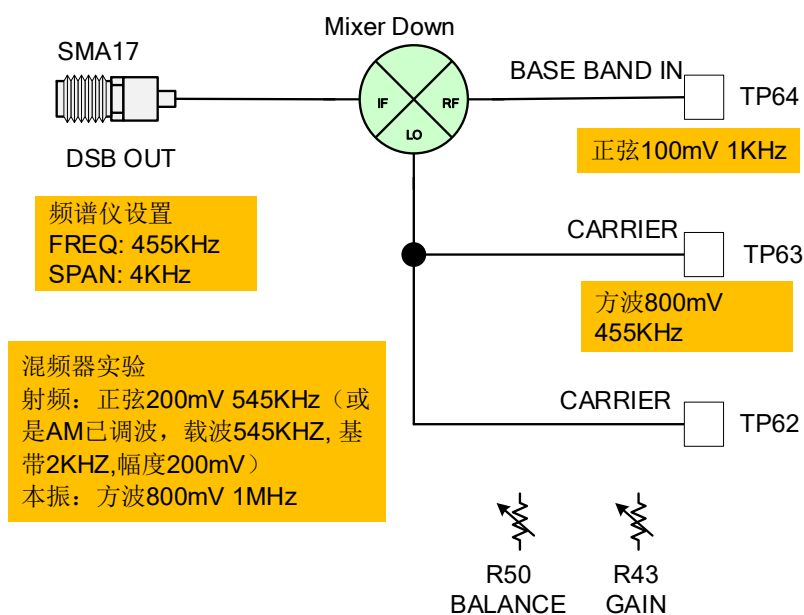 Mixer Down
SMA17
BASE BAND IN
IF
RF
LO
TP64
DSB OUT
正弦100mV 1KHz
频谱仪设置
FREQ: 455KHz
SPAN: 4KHz
CARRIER
TP63
方波800mV
455KHz
混频器实验
射频：正弦200mV 545KHz（或
是AM已调波，载波545KHZ, 基
带2KHZ,幅度200mV）
本振：方波800mV 1MHz
CARRIER
TP62
R50
BALANCE
R43
GAIN